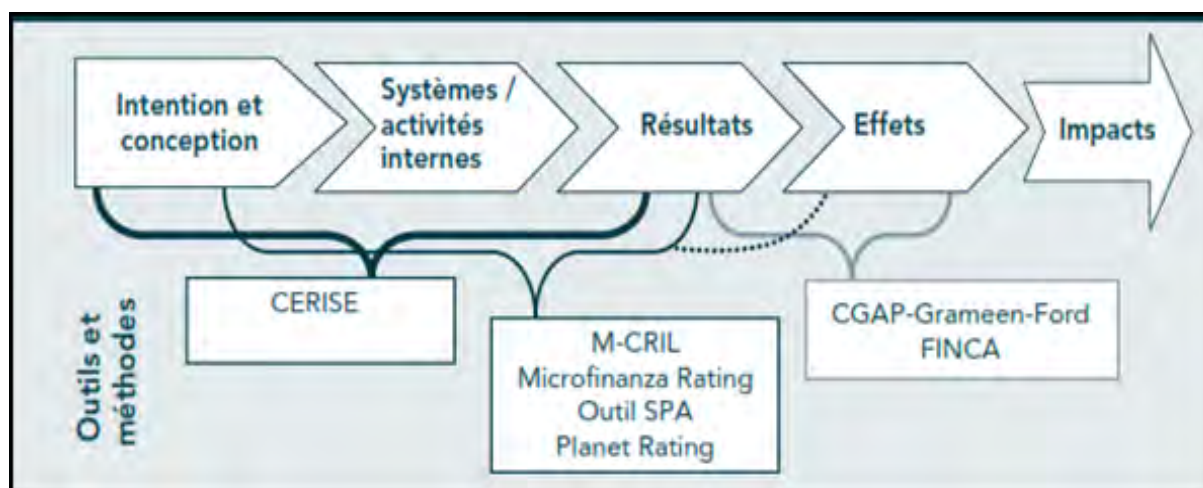 Intention et
conception
Systèmes /
activités
internes
Résultats
Effets
Impacts
Outils et
méthodes
CERISE
M-CRIL
Microfinanza Rating
Outil SPA
Planet Rating
CGAP-Grameen-Ford
FINCA